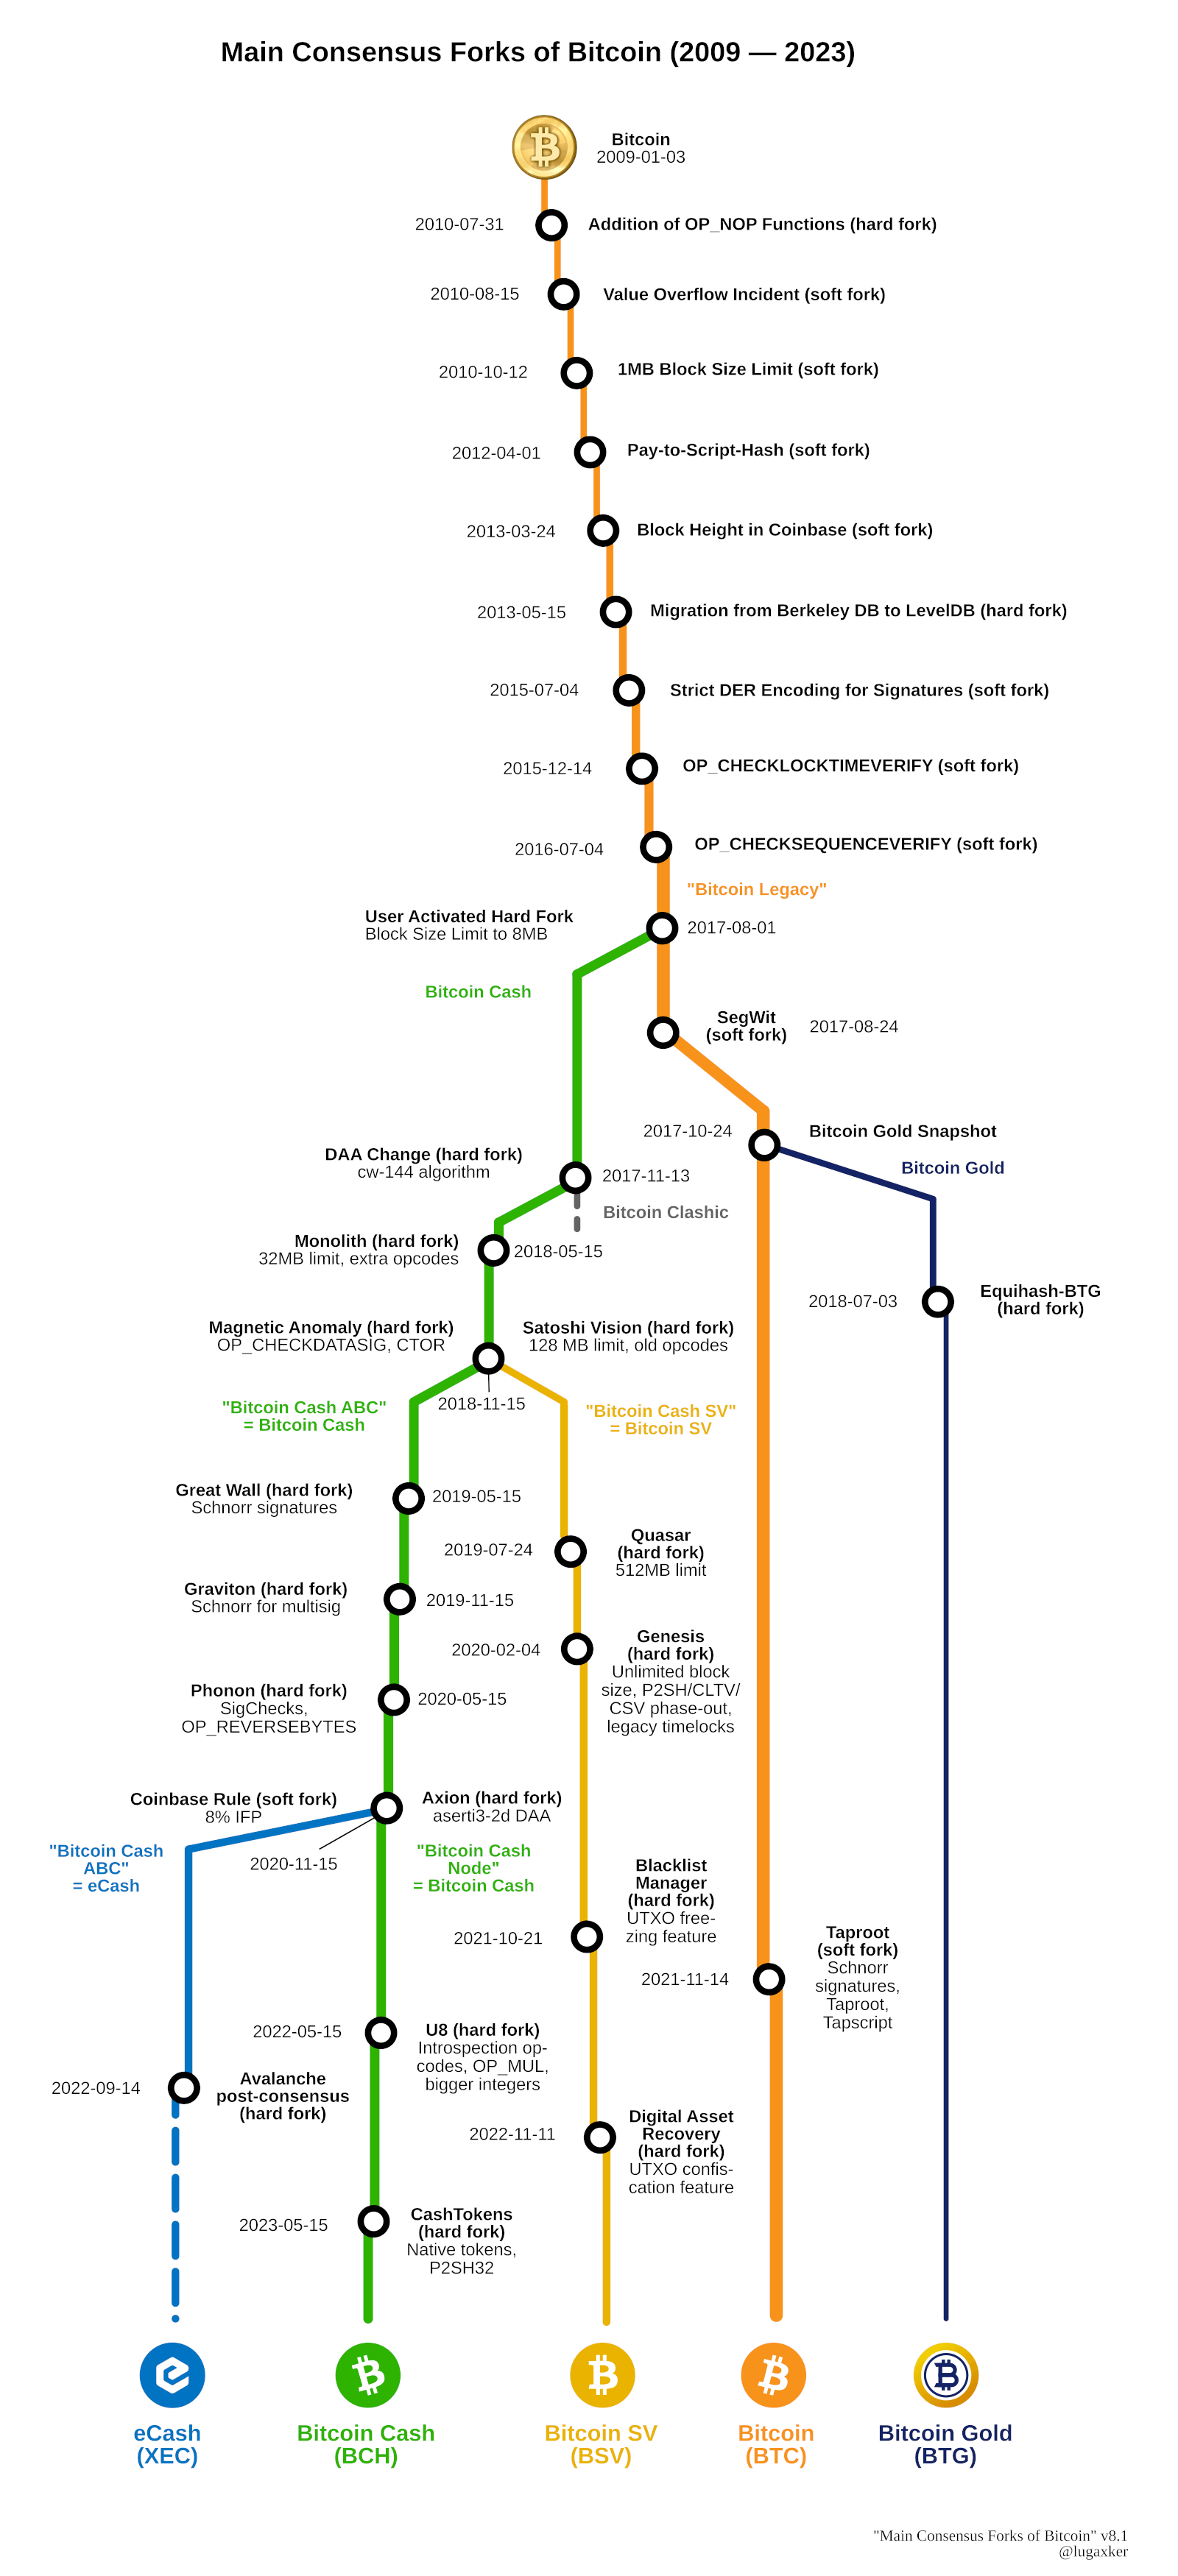 Main Consensus Forks of Bitcoin (2009 — 2023)
Bitcoin
2009-01-03
2010-07-31
Addition of OP_NOP Functions (hard fork)
2010-08-15
Value Overflow Incident (soft fork)
2010-10-12
1MB Block Size Limit (soft fork)
2012-04-01
Pay-to-Script-Hash (soft fork)
2013-03-24
Block Height in Coinbase (soft fork)
2013-05-15
Migration from Berkeley DB to LevelDB (hard fork)
2015-07-04
Strict DER Encoding for Signatures (soft fork)
2015-12-14
OP_CHECKLOCKTIMEVERIFY (soft fork)
2016-07-04
OP_CHECKSEQUENCEVERIFY (soft fork)
"Bitcoin Legacy"
User Activated Hard Fork
Block Size Limit to 8MB
2017-08-01
Bitcoin Cash
SegWit
(soft fork)
2017-08-24
2017-10-24
Bitcoin Gold Snapshot
Bitcoin Gold
DAA Change (hard fork)
cw-144 algorithm
2017-11-13
Bitcoin Clashic
Monolith (hard fork)
32MB limit, extra opcodes
2018-05-15
2018-07-03
Equihash-BTG
(hard fork)
Magnetic Anomaly (hard fork)
OP_CHECKDATASIG, CTOR
Satoshi Vision (hard fork)
128 MB limit, old opcodes
2018-11-15
"Bitcoin Cash ABC"
= Bitcoin Cash
"Bitcoin Cash SV"
= Bitcoin SV
Great Wall (hard fork)
Schnorr signatures
2019-05-15
2019-07-24
Quasar
(hard fork)
512MB limit
Graviton (hard fork)
Schnorr for multisig
2019-11-15
2020-02-04
Genesis
(hard fork)
Unlimited block
size, P2SH/CLTV/
CSV phase-out,
legacy timelocks
Phonon (hard fork)
SigChecks,
OP_REVERSEBYTES
2020-05-15
Coinbase Rule (soft fork)
8% IFP
Axion (hard fork)
aserti3-2d DAA
2020-11-15
"Bitcoin Cash
ABC"
= eCash
"Bitcoin Cash
Node"
= Bitcoin Cash
2021-10-21
Blacklist
Manager
(hard fork)
UTXO free-
zing feature
2021-11-14
Taproot
(soft fork)
Schnorr
signatures,
Taproot,
Tapscript
2022-05-15
U8 (hard fork)
Introspection op-
codes, OP_MUL,
bigger integers
2022-09-14
Avalanche
post-consensus
(hard fork)
2022-11-11
Digital Asset
Recovery
(hard fork)
UTXO confis-
cation feature
2023-05-15
CashTokens
(hard fork)
Native tokens,
P2SH32
eCash
(XEC)
Bitcoin Cash
(BCH)
Bitcoin SV
(BSV)
Bitcoin
(BTC)
Bitcoin Gold
(BTG)
"Main Consensus Forks of Bitcoin" v8.1
@lugaxker